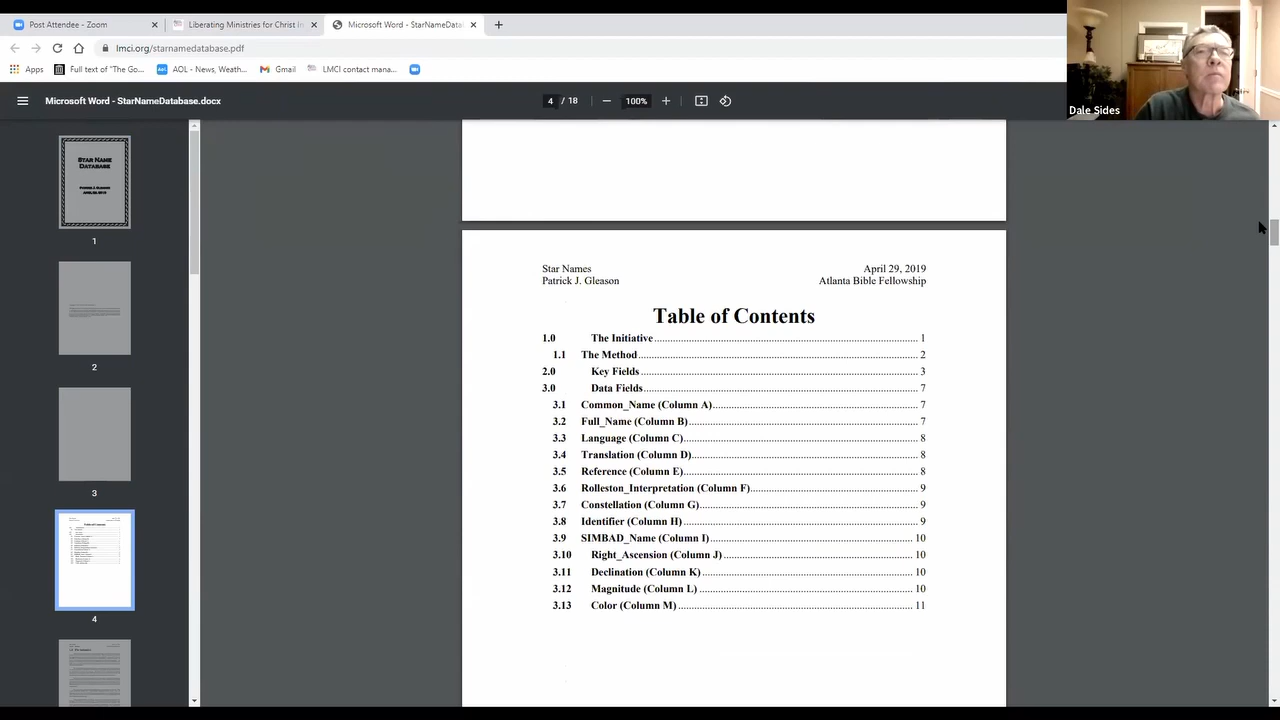 Post Attendee - Zoom
Liberating Ministries for Christ In
Microsoft Word - StarNameData
lmci.org/starnamedatabase.pdf
Apps
Full text of "The Go...
AOL - News, Weath...
Gmail
LMCI contact mana...
Microsoft Word - StarNameDatabase.docx
4 / 18
100%
Dale Sides
Star Name
Database
1
2
3
4
Star Names
April 29, 2019
Patrick J. Gleason
Atlanta Bible Fellowship
Table of Contents
1.0 The Initiative 1
1.1 The Method 2
2.0 Key Fields 3
3.0 Data Fields 7
3.1 Common_Name (Column A) 7
3.2 Full_Name (Column B) 7
3.3 Language (Column C) 8
3.4 Translation (Column D) 8
3.5 Reference (Column E) 8
3.6 Rolleston_Interpretation (Column F) 9
3.7 Constellation (Column G) 9
3.8 Identifier (Column H) 9
3.9 SIMBAD_Name (Column I) 10
3.10 Right_Ascension (Column J) 10
3.11 Declination (Column K) 10
3.12 Magnitude (Column L) 10
3.13 Color (Column M) 11